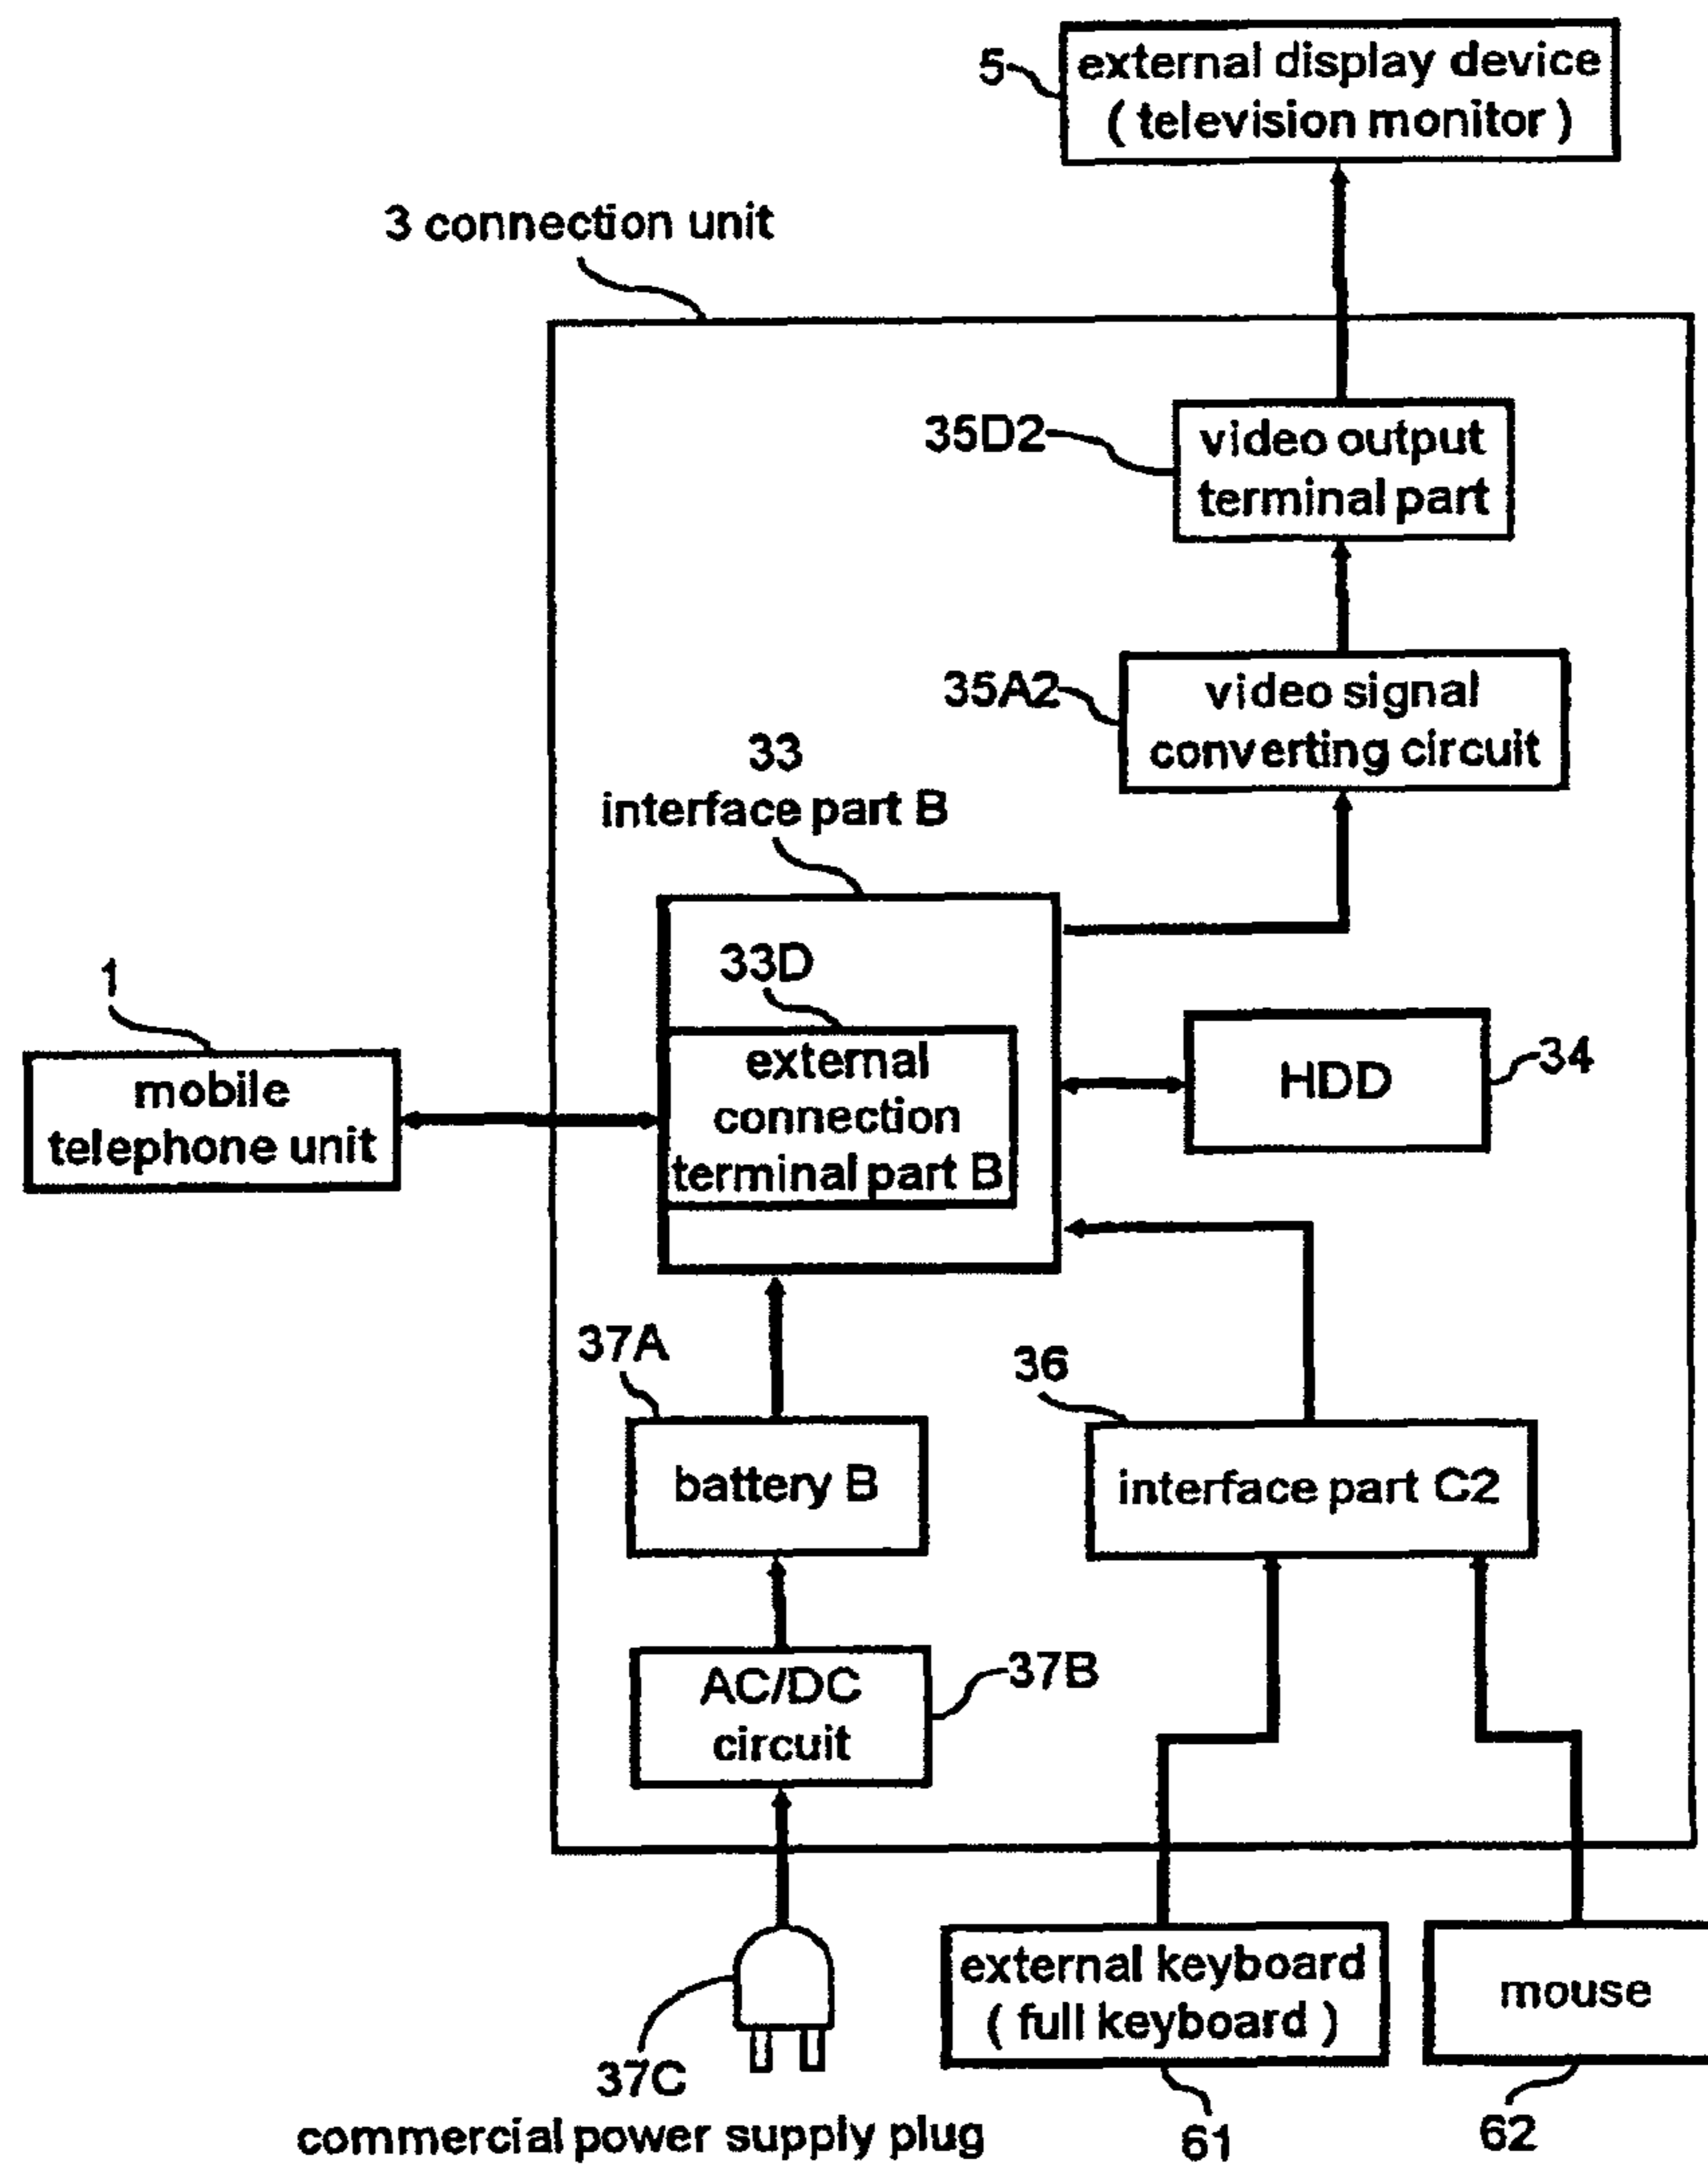 5
external display device
( television monitor )
3 connection unit
35D2
video output
terminal part
35A2
video signal
converting circuit
33
interface part B
33D
external
connection
terminal part B
1
mobile
telephone unit
HDD
34
37A
battery B
36
interface part C2
AC/DC
circuit
37B
37C
commercial power supply plug
external keyboard
( full keyboard )
61
mouse
62